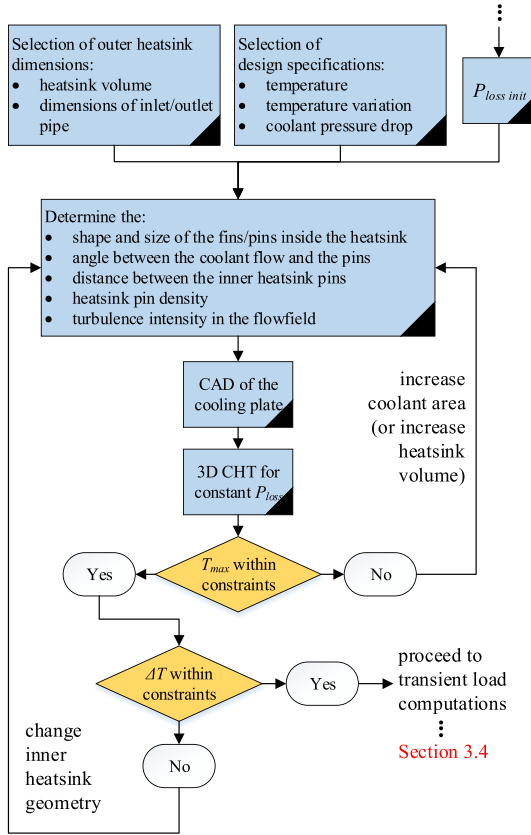 Selection of outer heatsink
dimensions:
• heatsink volume
• dimensions of inlet/outlet
pipe
Selection of
design specifications:
• temperature
• temperature variation
• coolant pressure drop
P_loss init
Determine the:
• shape and size of the fins/pins inside the heatsink
• angle between the coolant flow and the pins
• distance between the inner heatsink pins
• heatsink pin density
• turbulence intensity in the flowfield
CAD of the
cooling plate
increase
coolant area
(or increase
heatsink
volume)
3D CHT for
constant P_loss
T_max within
constraints
Yes
No
ΔT within
constraints
Yes
proceed to
transient load
computations
Section 3.4
change
inner
heatsink
geometry
No